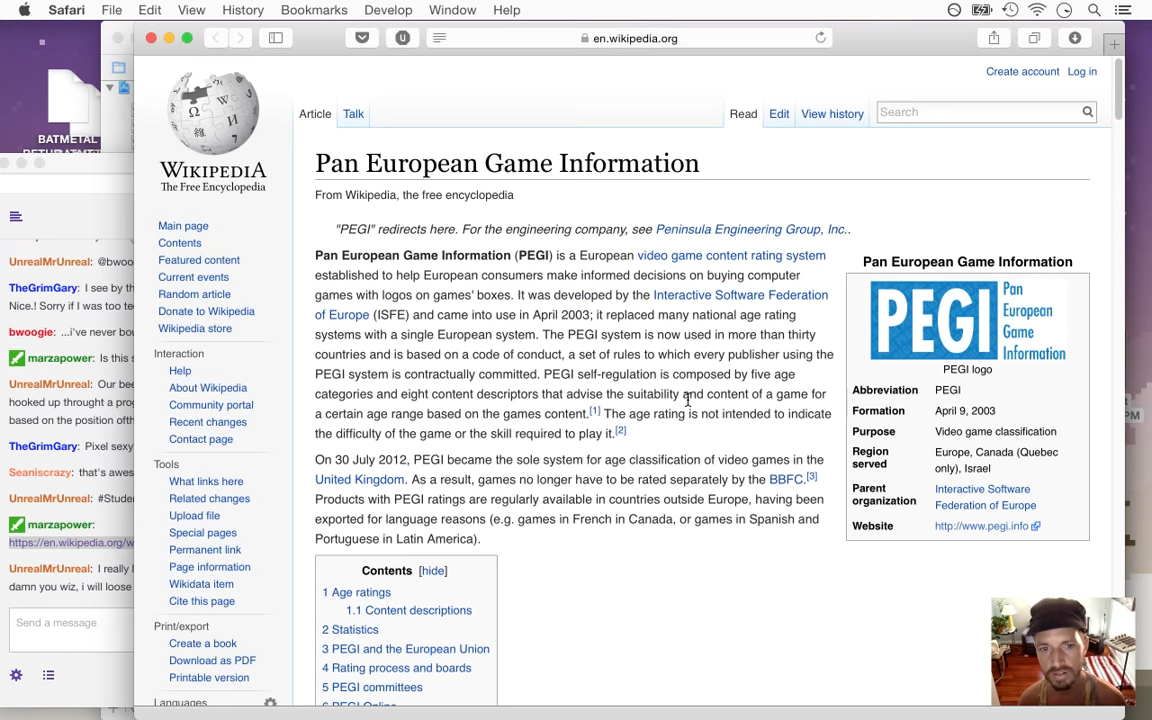 Safari File Edit View History Bookmarks Develop Window Help
en.wikipedia.org
BATMETAL
Create account Log in
Article Talk
Read Edit View history Search
WIKIPEDIA
The Free Encyclopedia
Main page
Contents
Featured content
Current events
Random article
Donate to Wikipedia
Wikipedia store
Interaction
Help
About Wikipedia
Community portal
Recent changes
Contact page
Tools
What links here
Related changes
Upload file
Special pages
Permanent link
Page information
Wikidata item
Cite this page
Print/export
Create a book
Download as PDF
Printable version
Languages
Pan European Game Information
From Wikipedia, the free encyclopedia
"PEGI" redirects here. For the engineering company, see Peninsula Engineering Group, Inc..
Pan European Game Information (PEGI) is a European video game content rating system
established to help European consumers make informed decisions on buying computer
games with logos on games' boxes. It was developed by the Interactive Software Federation
of Europe (ISFE) and came into use in April 2003; it replaced many national age rating
systems with a single European system. The PEGI system is now used in more than thirty
countries and is based on a code of conduct, a set of rules to which every publisher using the
PEGI system is contractually committed. PEGI self-regulation is composed by five age
categories and eight content descriptors that advise the suitability and content of a game for
a certain age range based on the games content.[1] The age rating is not intended to indicate
the difficulty of the game or the skill required to play it.[2]
On 30 July 2012, PEGI became the sole system for age classification of video games in the
United Kingdom. As a result, games no longer have to be rated separately by the BBFC.[3]
Products with PEGI ratings are regularly available in countries outside Europe, having been
exported for language reasons (e.g. games in French in Canada, or games in Spanish and
Portuguese in Latin America).
Contents [hide]
1 Age ratings
1.1 Content descriptions
2 Statistics
3 PEGI and the European Union
4 Rating process and boards
5 PEGI committees
6 PEGI Online
Pan European Game Information
PEGI Pan
European
Game
Information
PEGI logo
Abbreviation PEGI
Formation April 9, 2003
Purpose Video game classification
Region Europe, Canada (Quebec
served only), Israel
Parent Interactive Software
organization Federation of Europe
Website http://www.pegi.info
UnrealMrUnreal: @bwoo
TheGrimGary: I see by th
Nice.! Sorry if I was too te
bwoogie: ...i've never bou
marzapower: Is this s
UnrealMrUnreal: Our bee
hooked up throught a prog
based on the position ofth
TheGrimGary: Pixel sexy
Seaniscrazy: that's awes
UnrealMrUnreal: #Stude
marzapower:
https://en.wikipedia.org/w
UnrealMrUnreal: I really l
damn you wiz, i will loose
Send a message
PM